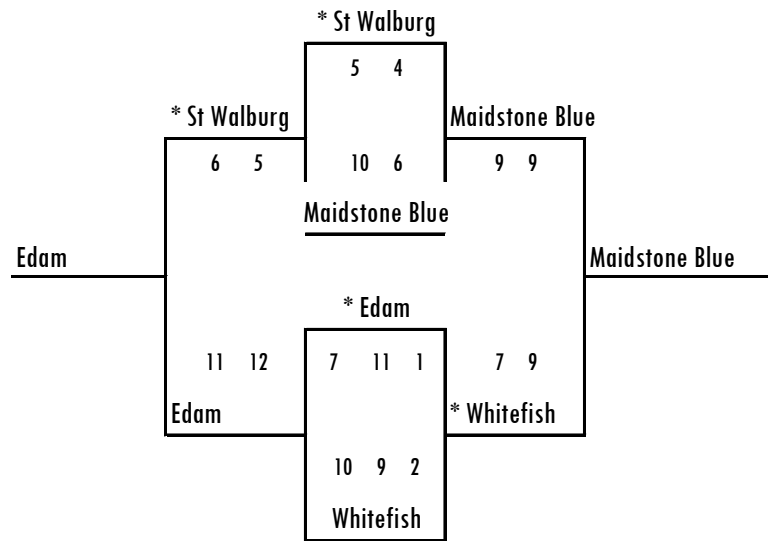 * St Walburg
5 4
* St Walburg
Maidstone Blue
6 5
10 6
9 9
Maidstone Blue
Edam
Maidstone Blue
* Edam
11 12
7 11 1
7 9
Edam
* Whitefish
10 9 2
Whitefish